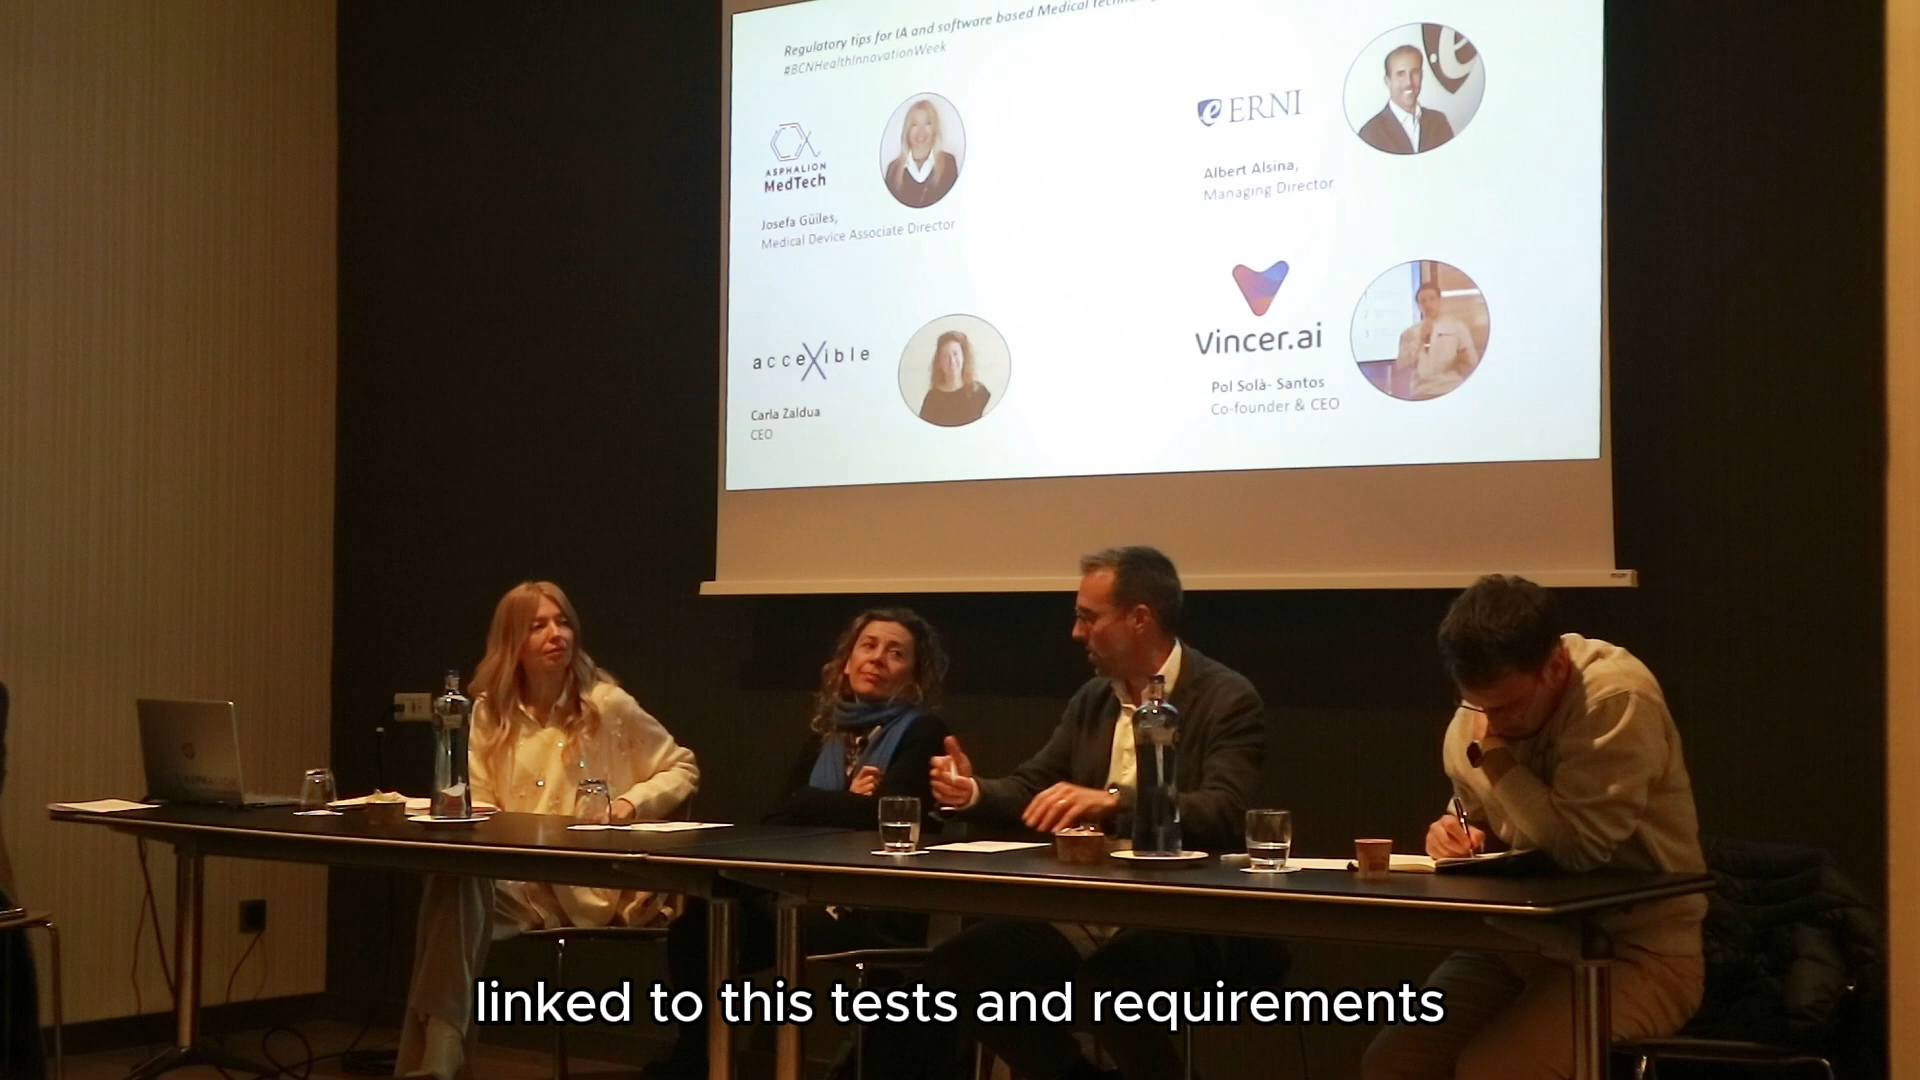 Regulatory tips for IA and software based Medical
#BCNHealthInnovationWeek
ASPHALION
MedTech
Josefa Güiles,
Medical Device Associate Director
e ERNI
Albert Alsina,
Managing Director
acceXible
Carla Zaldua
CEO
Vincer.ai
Pol Solà- Santos
Co-founder & CEO
ASPHALION
linked to this tests and requirements